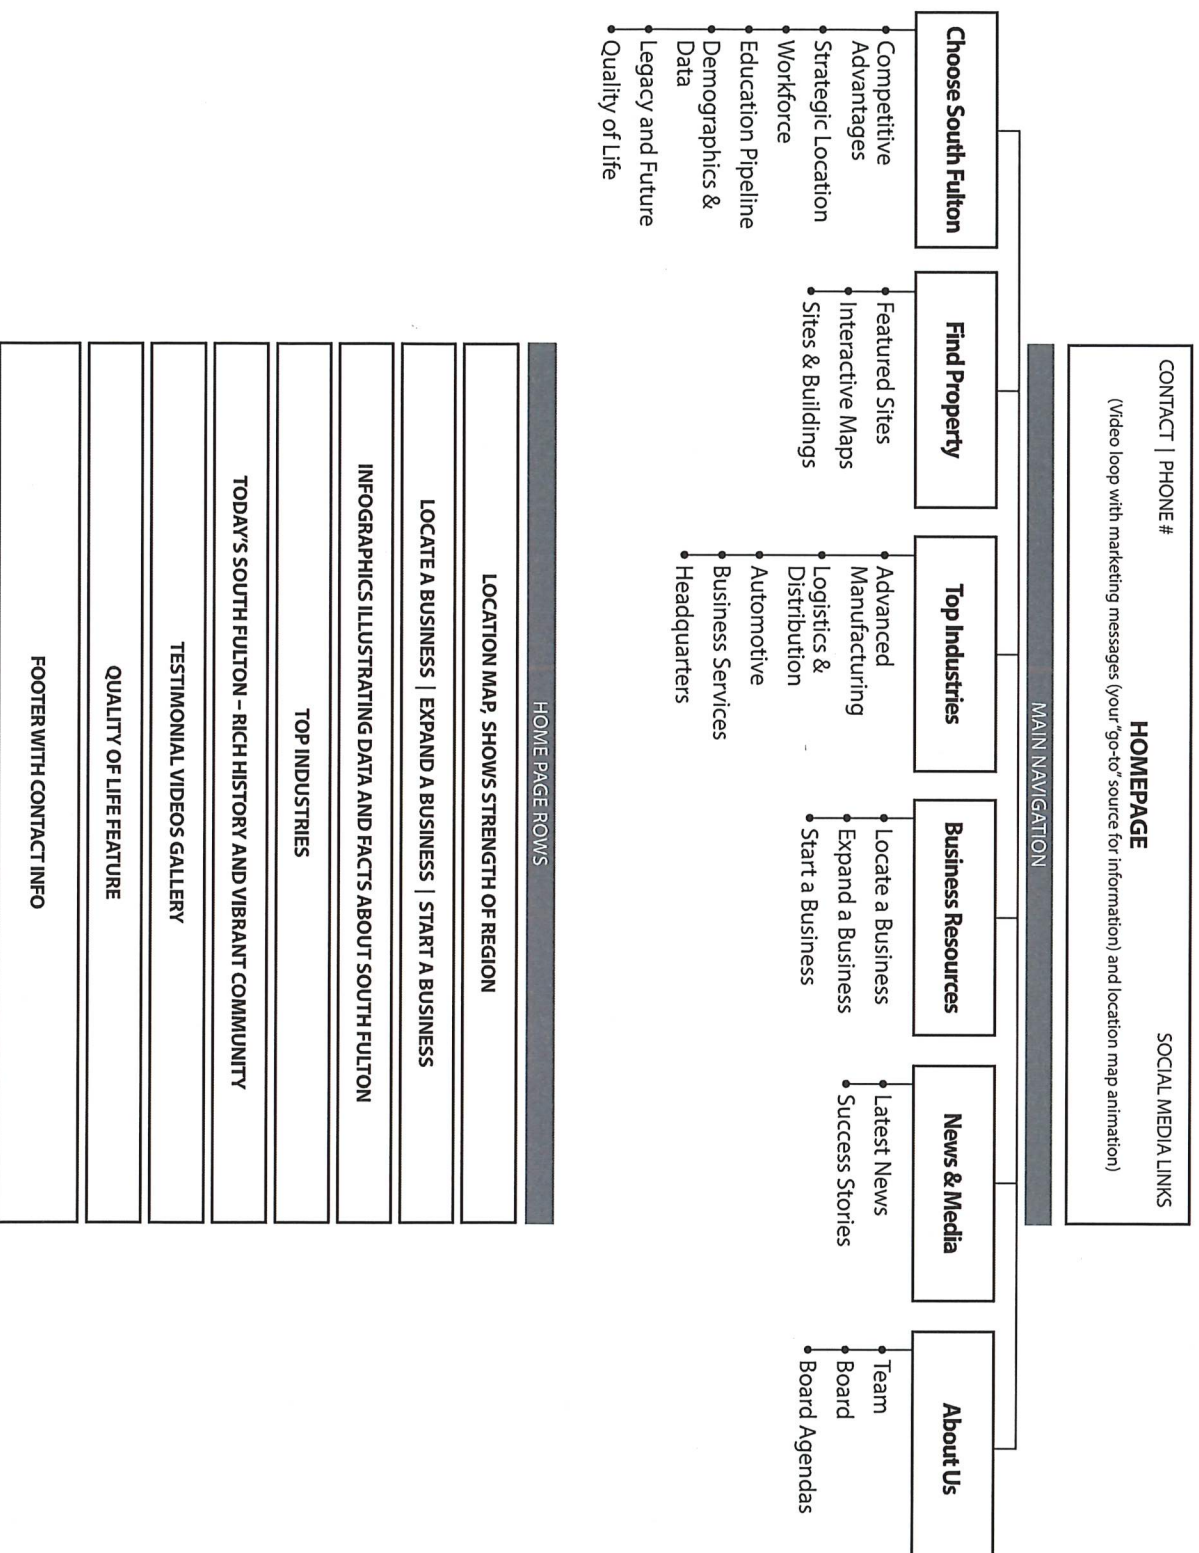 CONTACT | PHONE #
SOCIAL MEDIA LINKS
HOMEPAGE
(Video loop with marketing messages (your "go-to" source for information) and location map animation)
MAIN NAVIGATION
Choose South Fulton
Competitive
Advantages
Strategic Location
Workforce
Education Pipeline
Demographics &
Data
Legacy and Future
Quality of Life
Find Property
Featured Sites
Interactive Maps
Sites & Buildings
Top Industries
Advanced
Manufacturing
Logistics &
Distribution
Automotive
Business Services
Headquarters
Business Resources
Locate a Business
Expand a Business
Start a Business
News & Media
Latest News
Success Stories
About Us
Team
Board
Board Agendas
HOME PAGE ROWS
LOCATION MAP, SHOWS STRENGTH OF REGION
LOCATE A BUSINESS | EXPAND A BUSINESS | START A BUSINESS
INFOGRAPHICS ILLUSTRATING DATA AND FACTS ABOUT SOUTH FULTON
TOP INDUSTRIES
TODAY'S SOUTH FULTON – RICH HISTORY AND VIBRANT COMMUNITY
TESTIMONIAL VIDEOS GALLERY
QUALITY OF LIFE FEATURE
FOOTER WITH CONTACT INFO